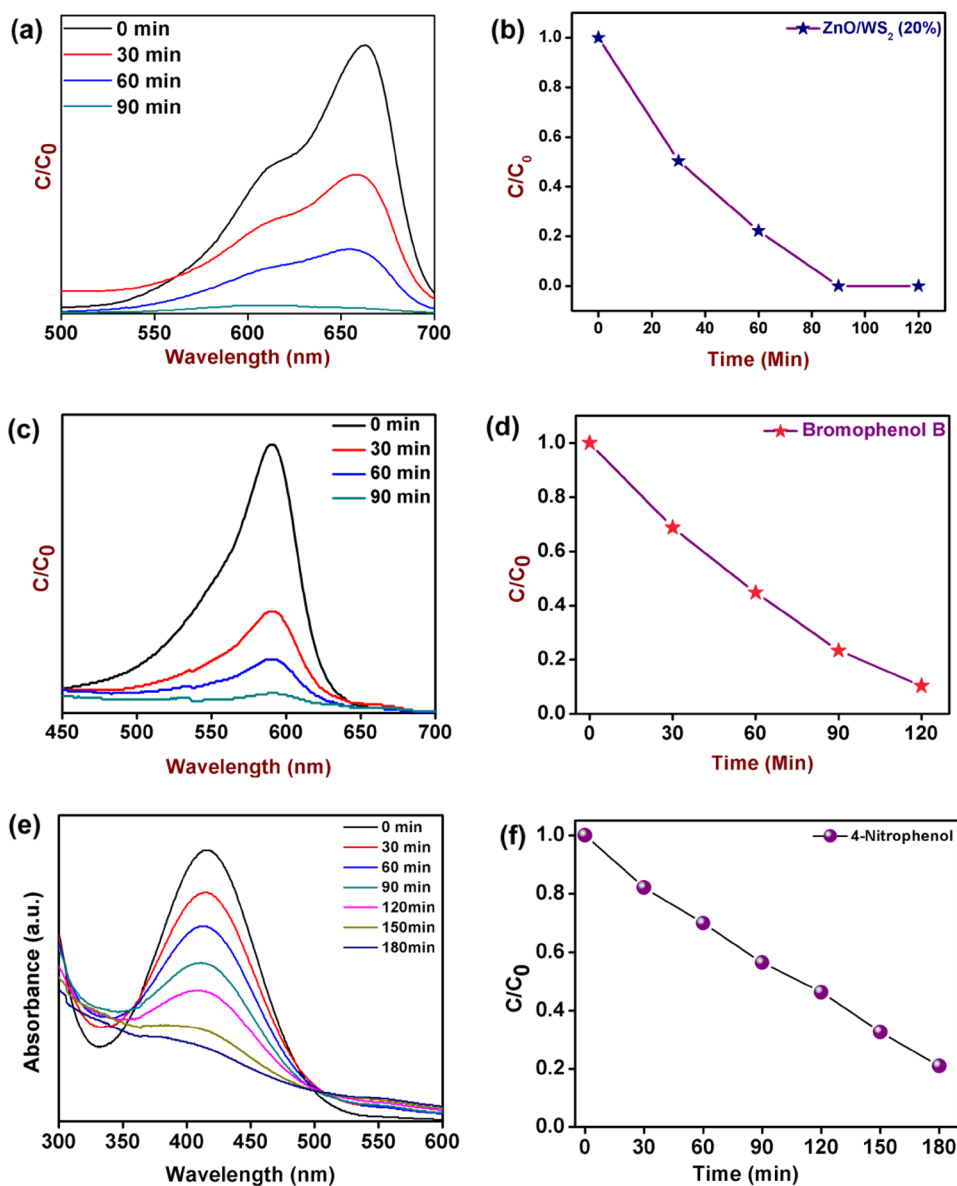 (a)
0 min
30 min
60 min
90 min
C/C₀
500 550 600 650 700
Wavelength (nm)
(b)
ZnO/WS₂ (20%)
1.0
0.8
0.6
0.4
0.2
0.0
C/C₀
0 20 40 60 80 100 120
Time (Min)
(c)
0 min
30 min
60 min
90 min
C/C₀
450 500 550 600 650 700
Wavelength (nm)
(d)
Bromophenol B
1.0
0.8
0.6
0.4
0.2
0.0
C/C₀
0 30 60 90 120
Time (Min)
(e)
0 min
30 min
60 min
90 min
120min
150min
180min
Absorbance (a.u.)
300 350 400 450 500 550 600
Wavelength (nm)
(f)
4-Nitrophenol
1.0
0.8
0.6
0.4
0.2
0.0
C/C₀
0 30 60 90 120 150 180
Time (min)